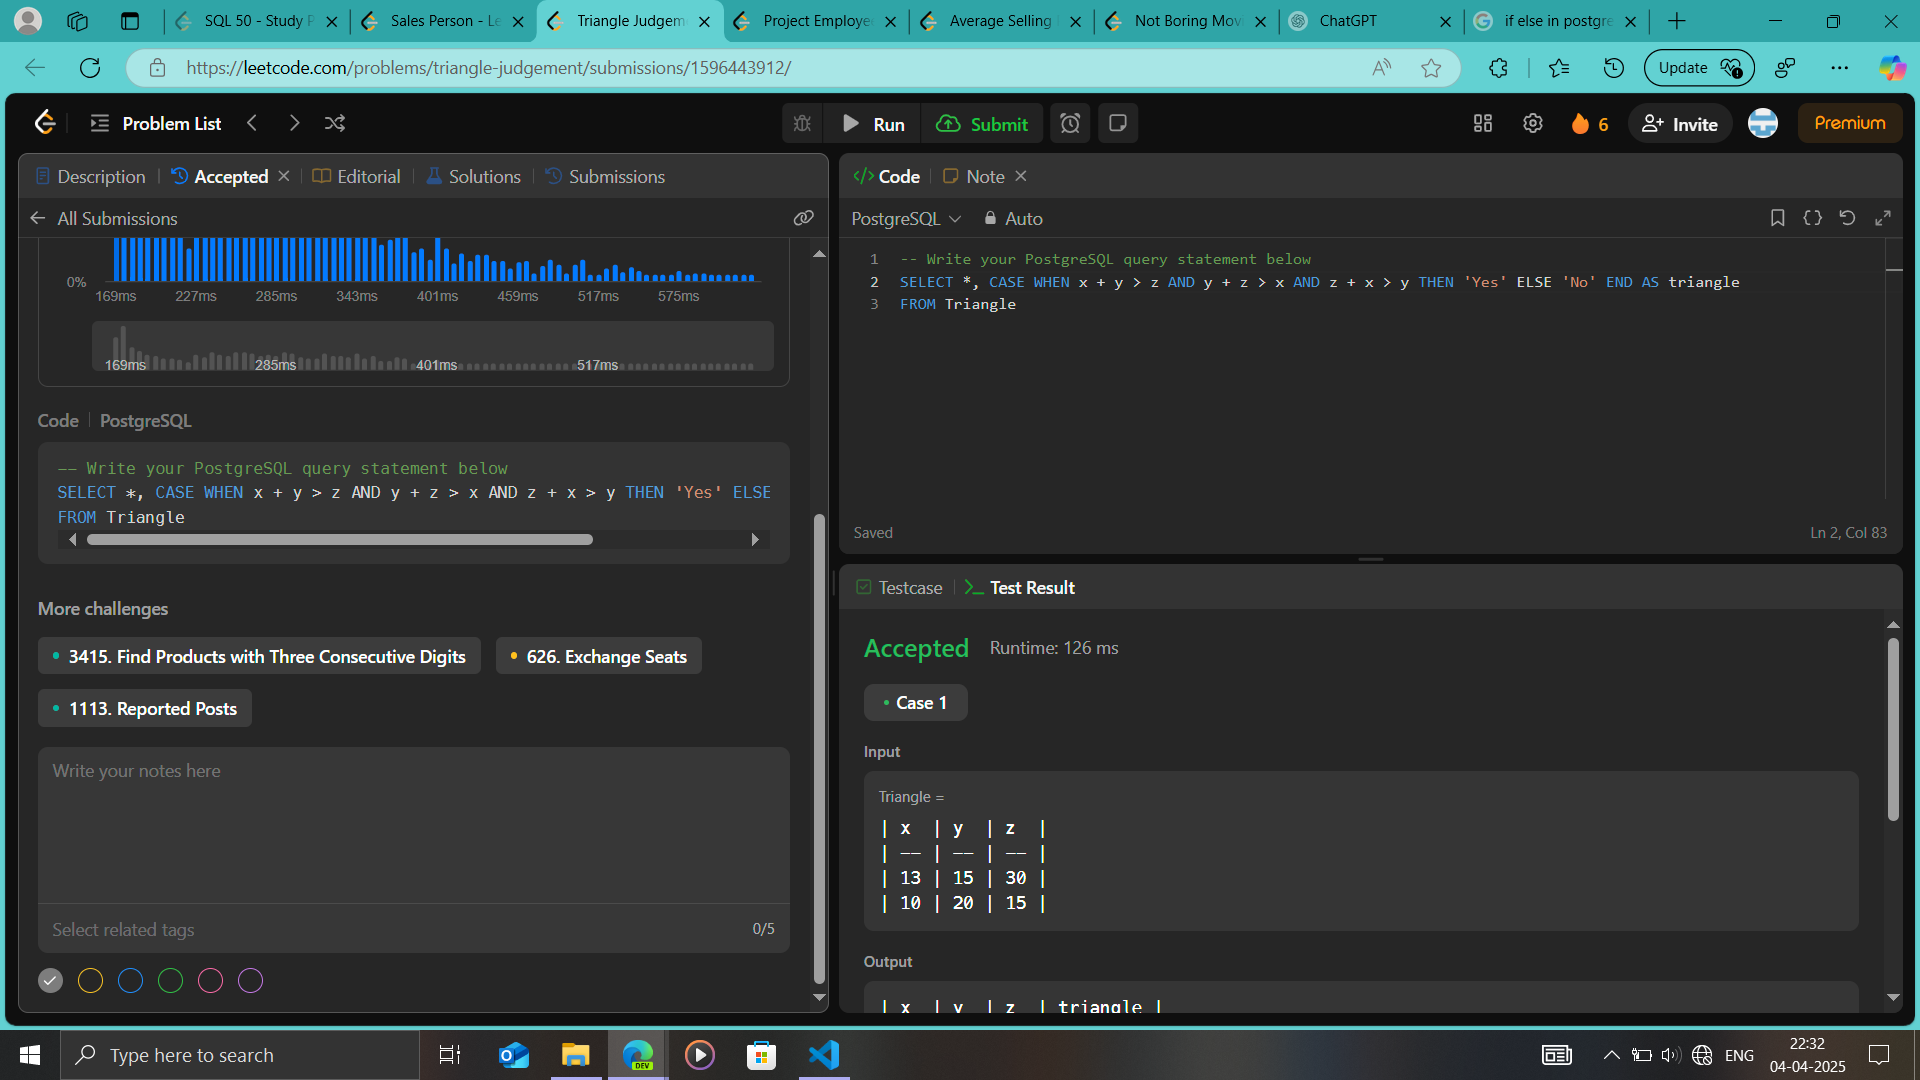 SQL 50 - Study P
Sales Person - Le
Triangle Judgem
Project Employe
Average Selling
Not Boring Mov
ChatGPT
if else in postgre
https://leetcode.com/problems/triangle-judgement/submissions/1596443912/
Update
Problem List
Run
Submit
6
Invite
Premium
Description
Accepted
Editorial
Solutions
Submissions
All Submissions
0%
169ms 227ms 285ms 343ms 401ms 459ms 517ms 575ms
169ms 285ms 401ms 517ms
Code PostgreSQL
-- Write your PostgreSQL query statement below
SELECT *, CASE WHEN x + y > z AND y + z > x AND z + x > y THEN 'Yes' ELSE
FROM Triangle
More challenges
3415. Find Products with Three Consecutive Digits
626. Exchange Seats
1113. Reported Posts
Write your notes here
Select related tags
0/5
</> Code
Note
PostgreSQL
Auto
1 -- Write your PostgreSQL query statement below
2 SELECT *, CASE WHEN x + y > z AND y + z > x AND z + x > y THEN 'Yes' ELSE 'No' END AS triangle
3 FROM Triangle
Saved
Ln 2, Col 83
Testcase
Test Result
Accepted
Runtime: 126 ms
Case 1
Input
Triangle =
| x | y | z |
| -- | -- | -- |
| 13 | 15 | 30 |
| 10 | 20 | 15 |
Output
| x | y | z | triangle |
Type here to search
DEV
ENG
22:32
04-04-2025